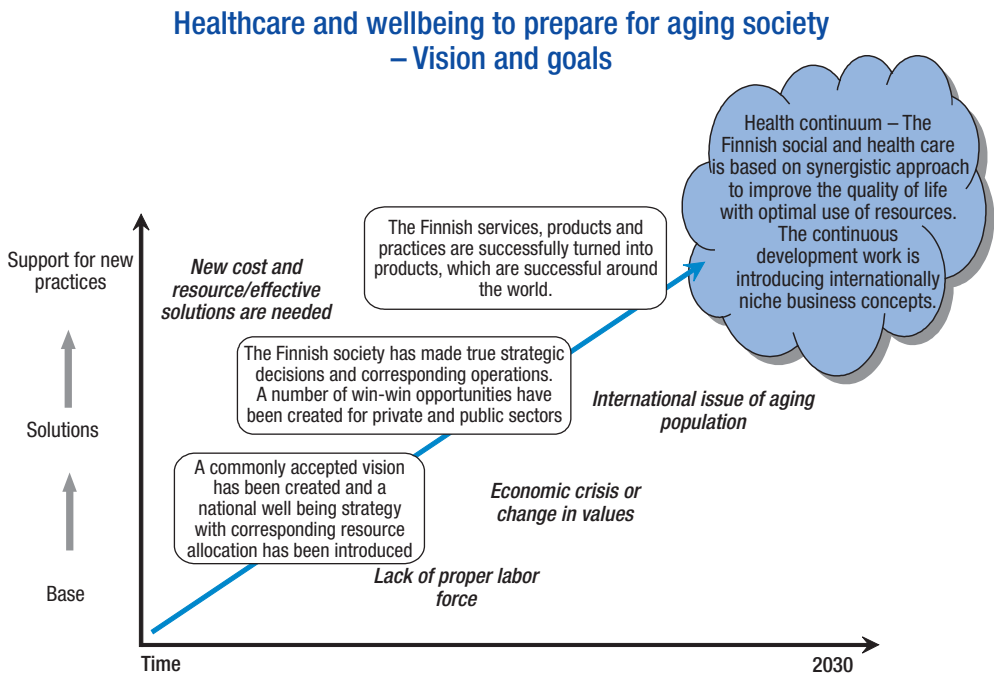 Healthcare and wellbeing to prepare for aging society
– Vision and goals
Health continuum – The
Finnish social and health care
is based on synergistic approach
to improve the quality of life
with optimal use of resources.
The continuous
development work is
introducing internationally
niche business concepts.
The Finnish services, products and
practices are successfully turned into
products, which are successful around
the world.
Support for new
practices
New cost and
resource/effective
solutions are needed
The Finnish society has made true strategic
decisions and corresponding operations.
A number of win-win opportunities have
been created for private and public sectors
International issue of aging
population
Solutions
A commonly accepted vision
has been created and a
national well being strategy
with corresponding resource
allocation has been introduced
Economic crisis or
change in values
Lack of proper labor
force
Base
Time
2030